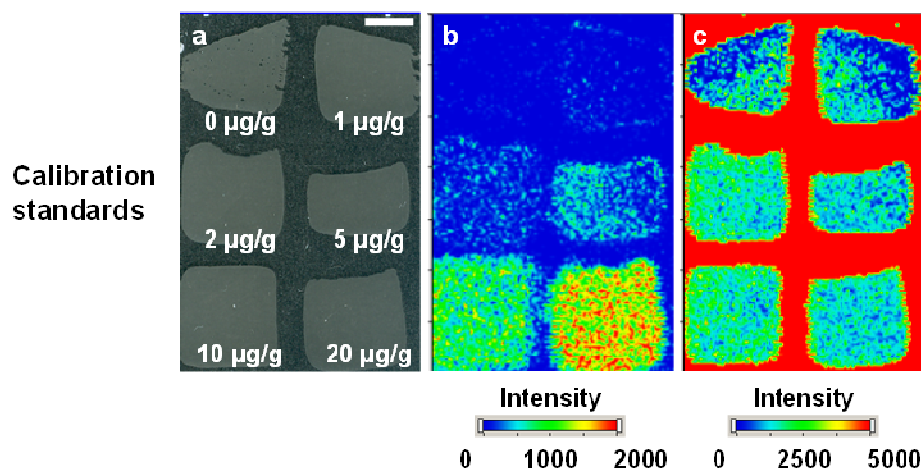 Calibration
standards
a
0 µg/g
1 µg/g
2 µg/g
5 µg/g
10 µg/g
20 µg/g
b
c
Intensity
0 1000 2000
Intensity
0 2500 5000